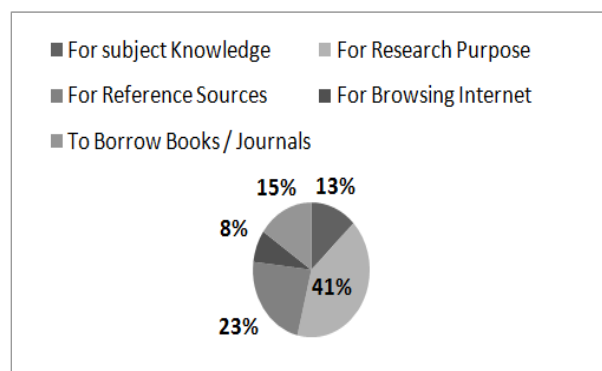 For subject Knowledge For Research Purpose
For Reference Sources For Browsing Internet
To Borrow Books / Journals
15% 13%
8%
41%
23%